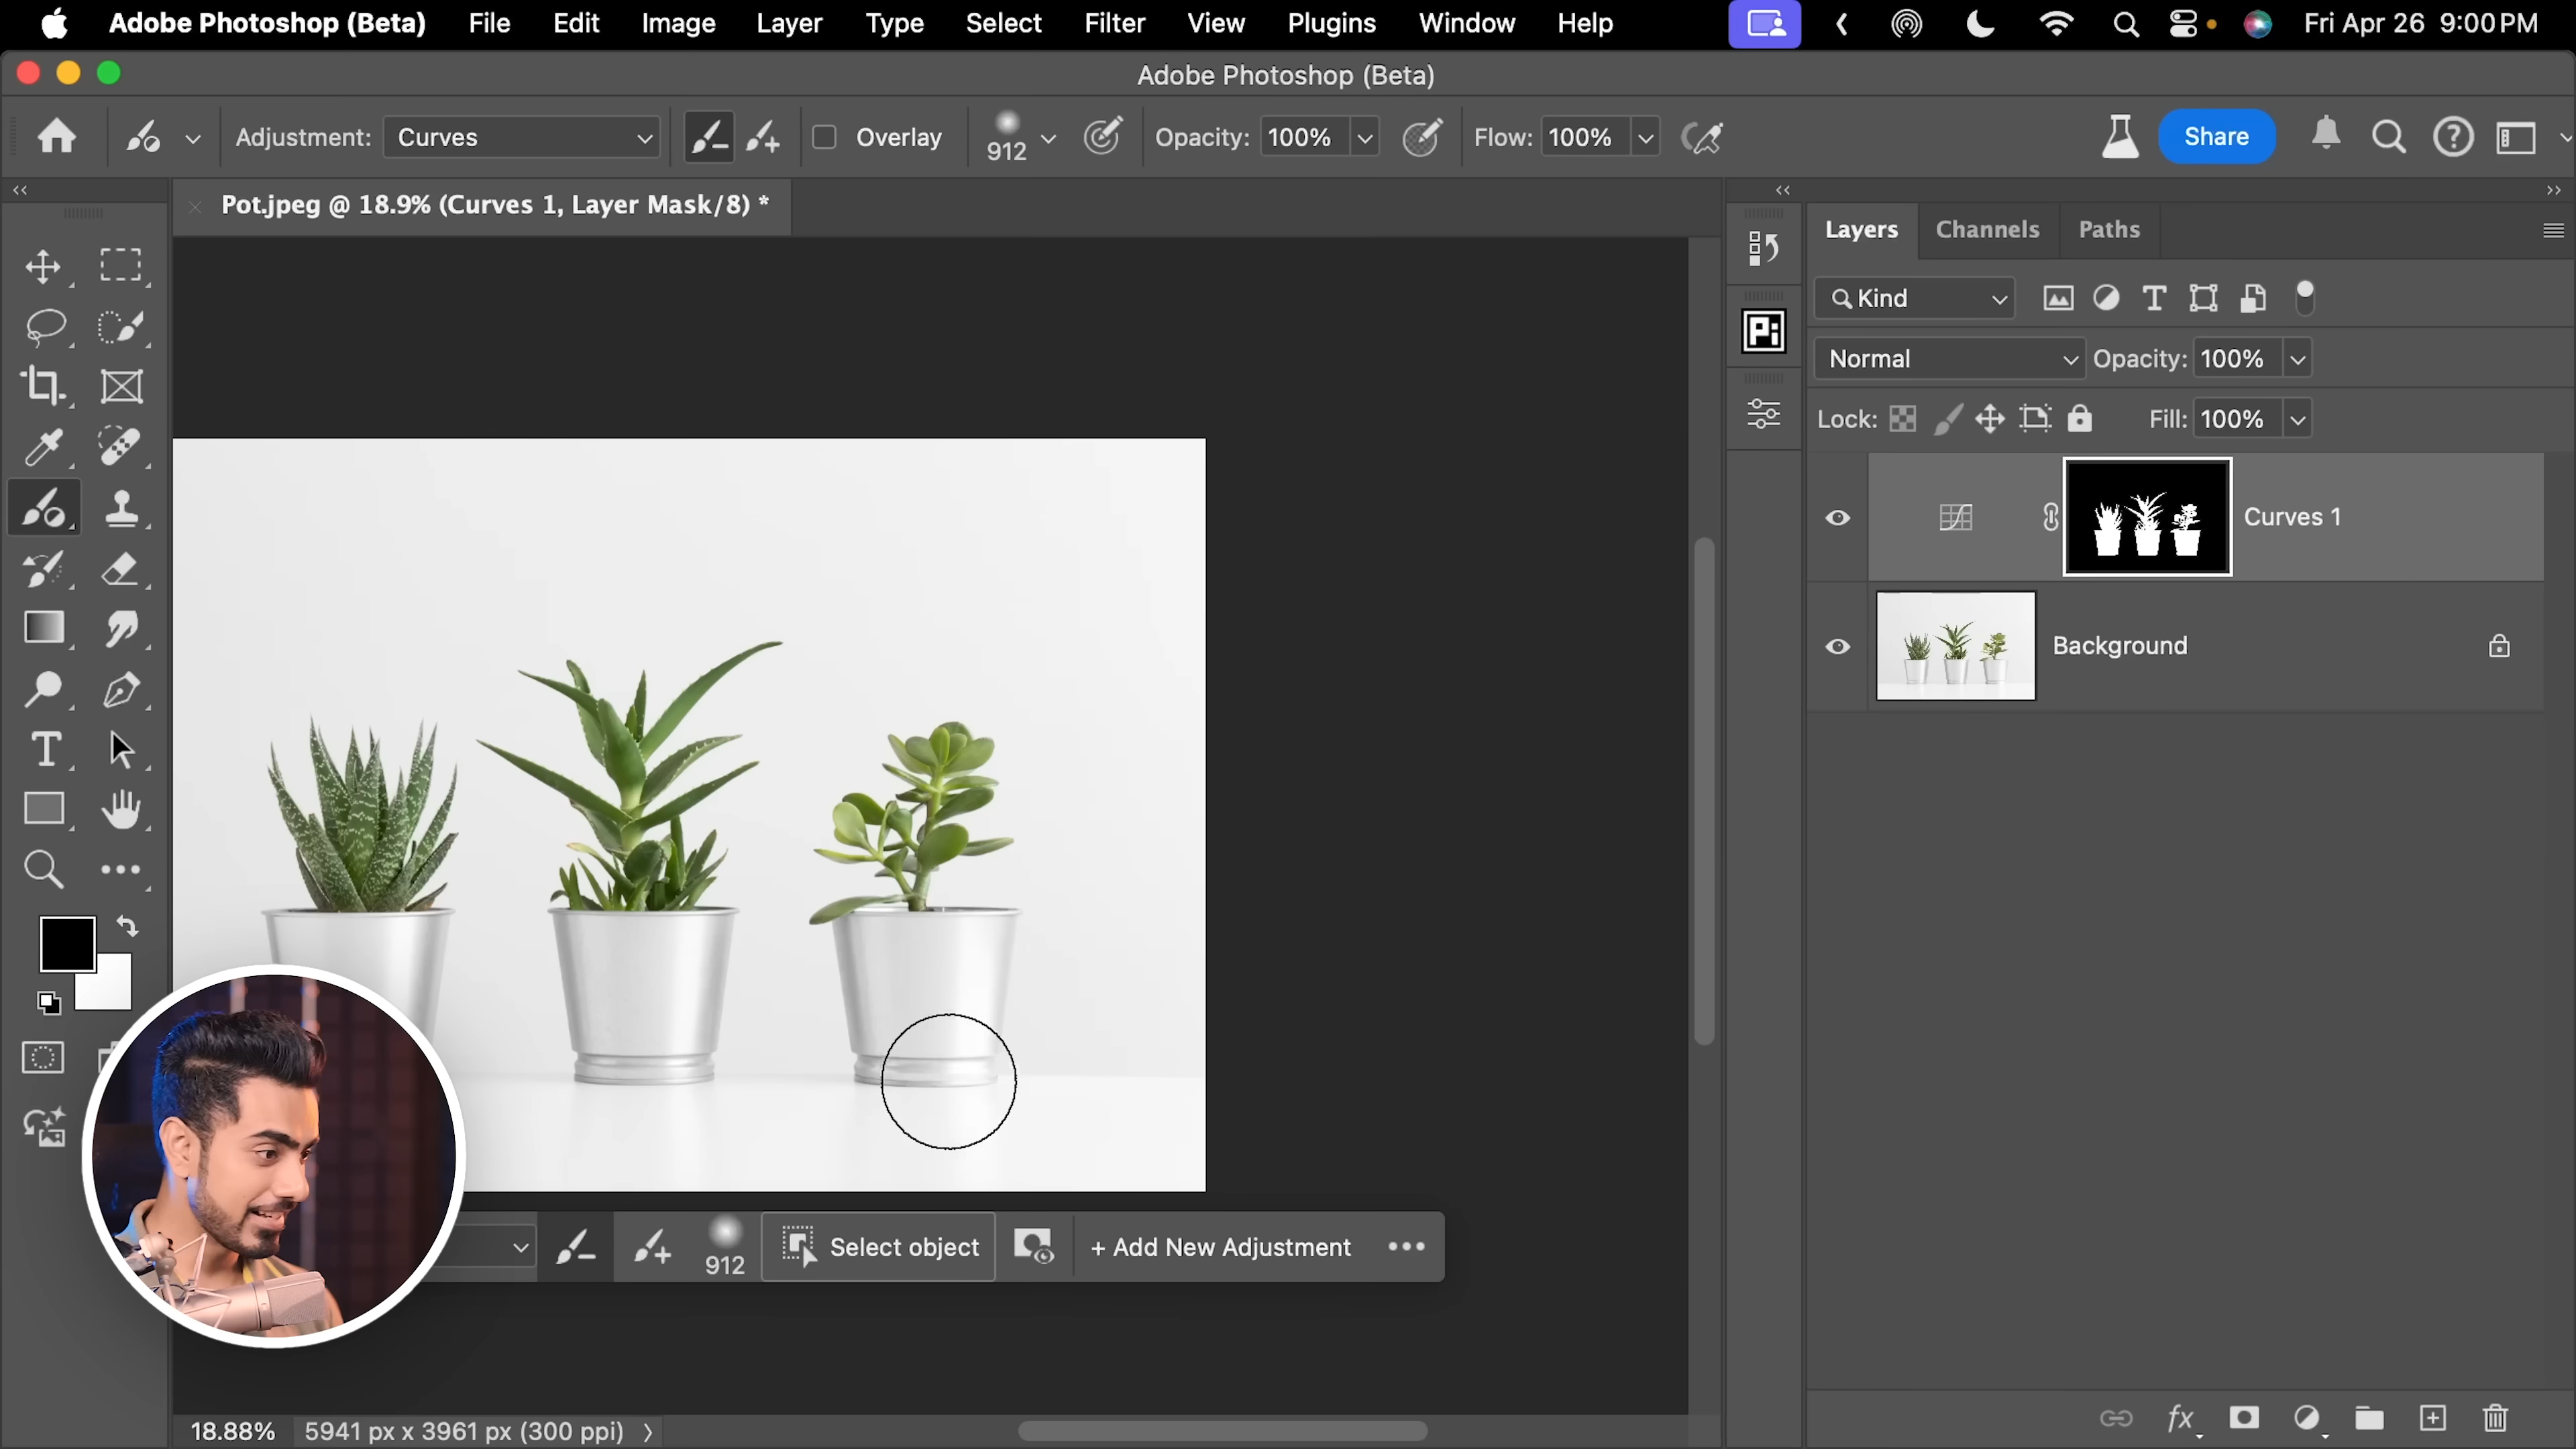 Adobe Photoshop (Beta) File Edit Image Layer Type Select Filter View Plugins Window Help Fri Apr 26 9:00 PM
Adobe Photoshop (Beta)
Adjustment: Curves Overlay 912 Opacity: 100% Flow: 100% Share
Pot.jpeg @ 18.9% (Curves 1, Layer Mask/8) *
Layers Channels Paths
Kind
Pi
Normal Opacity: 100%
Lock: Fill: 100%
Curves 1
Background
912 Select object + Add New Adjustment
18.88% 5941 px x 3961 px (300 ppi)
fx